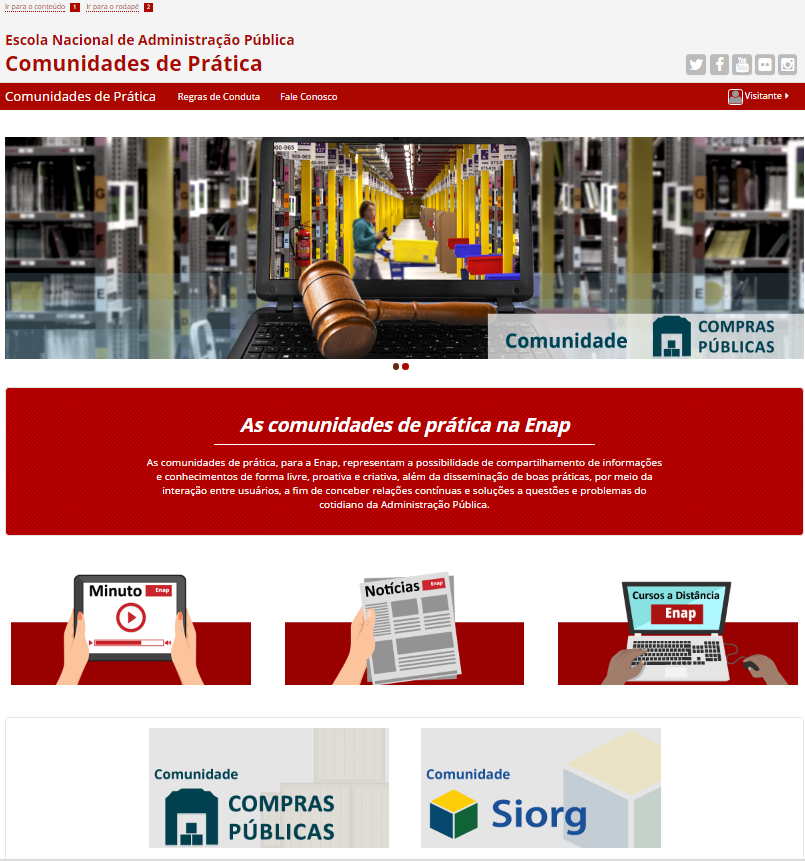 Ir para o conteúdo 1 Ir para o rodapé 2
Escola Nacional de Administração Pública
Comunidades de Prática
Comunidades de Prática Regras de Conduta Fale Conosco Visitante
Comunidade COMPRAS
PÚBLICAS
As comunidades de prática na Enap
As comunidades de prática, para a Enap, representam a possibilidade de compartilhamento de informações
e conhecimentos de forma livre, proativa e criativa, além da disseminação de boas práticas, por meio da
interação entre usuários, a fim de conceber relações contínuas e soluções a questões e problemas do
cotidiano da Administração Pública.
Minuto Enap
Notícias Enap
Cursos a Distância
Enap
Comunidade
COMPRAS
PÚBLICAS
Comunidade
Siorg